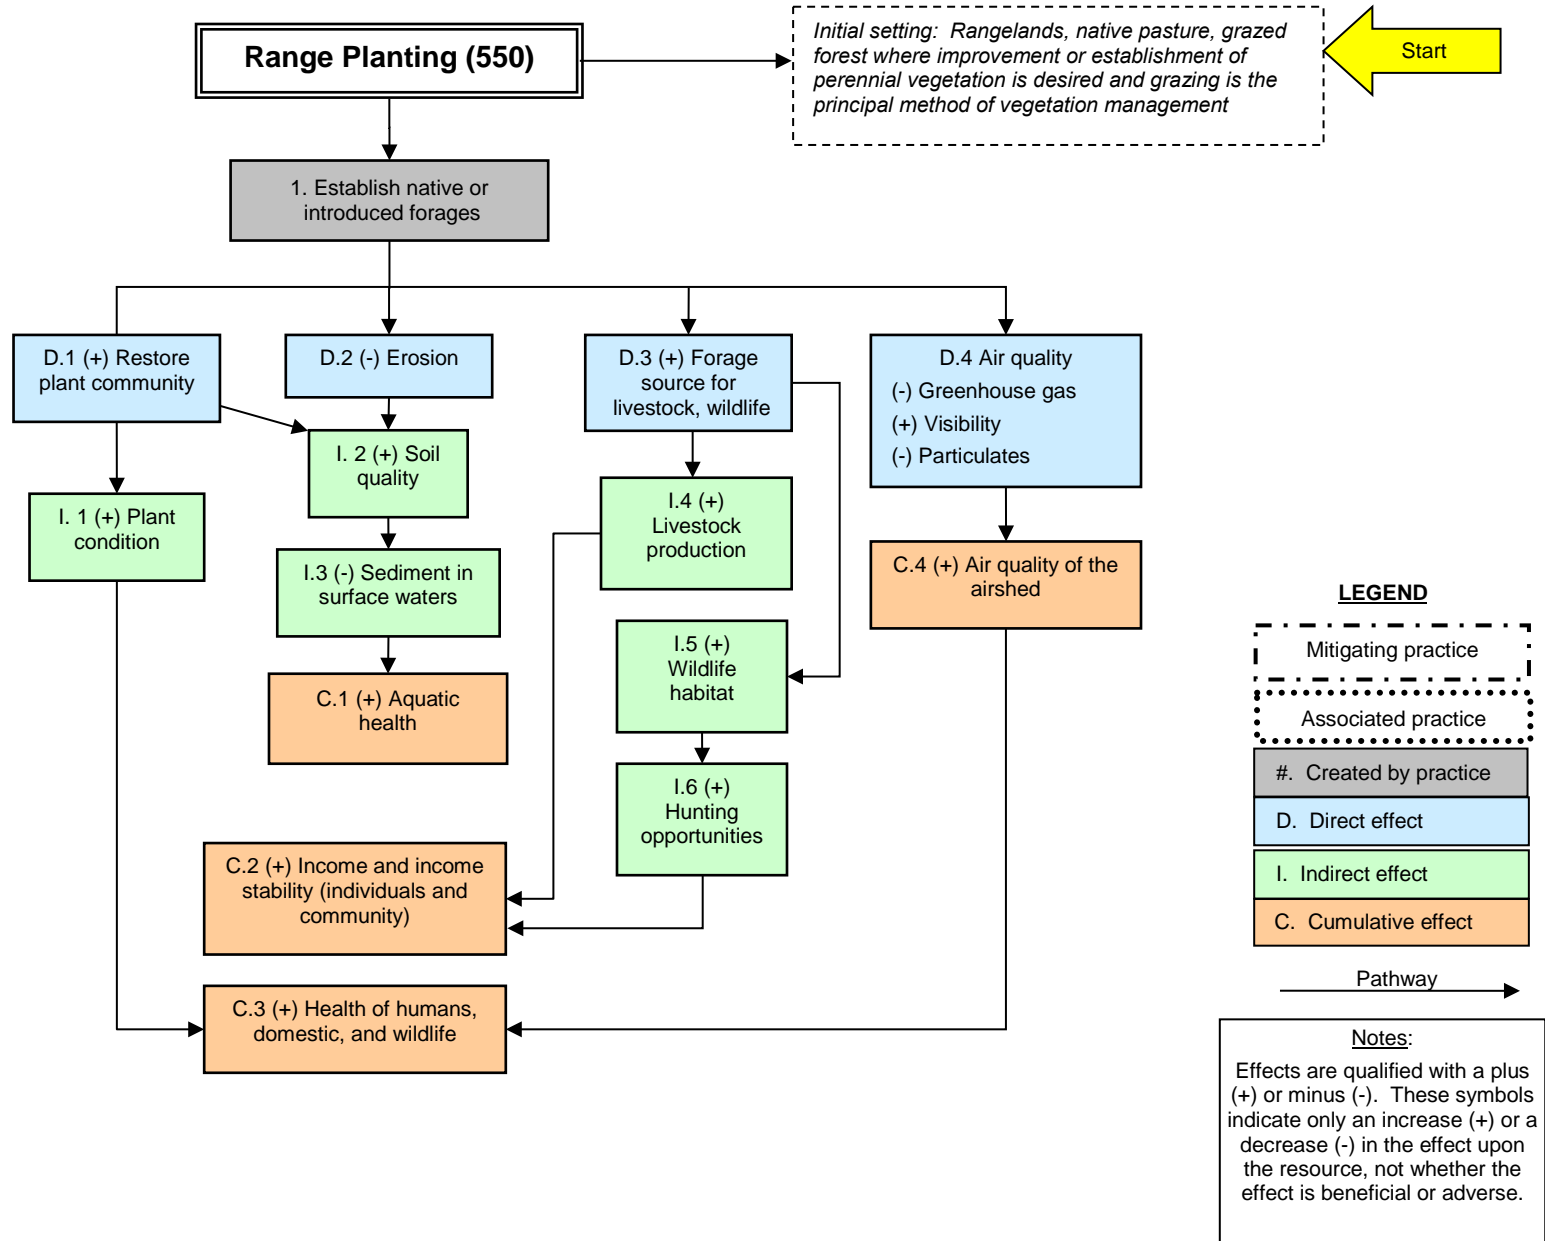 Range Planting (550)
Initial setting: Rangelands, native pasture, grazed
forest where improvement or establishment of
perennial vegetation is desired and grazing is the
principal method of vegetation management
Start
1. Establish native or
introduced forages
D.1 (+) Restore
plant community
D.2 (-) Erosion
D.3 (+) Forage
source for
livestock, wildlife
D.4 Air quality
(-) Greenhouse gas
(+) Visibility
(-) Particulates
I. 1 (+) Plant
condition
I. 2 (+) Soil
quality
I.3 (-) Sediment in
surface waters
C.1 (+) Aquatic
health
I.4 (+)
Livestock
production
I.5 (+)
Wildlife
habitat
I.6 (+)
Hunting
opportunities
C.4 (+) Air quality of the
airshed
C.2 (+) Income and income
stability (individuals and
community)
C.3 (+) Health of humans,
domestic, and wildlife
LEGEND
Mitigating practice
Associated practice
#. Created by practice
D. Direct effect
I. Indirect effect
C. Cumulative effect
Pathway
Notes:
Effects are qualified with a plus
(+) or minus (-). These symbols
indicate only an increase (+) or a
decrease (-) in the effect upon
the resource, not whether the
effect is beneficial or adverse.